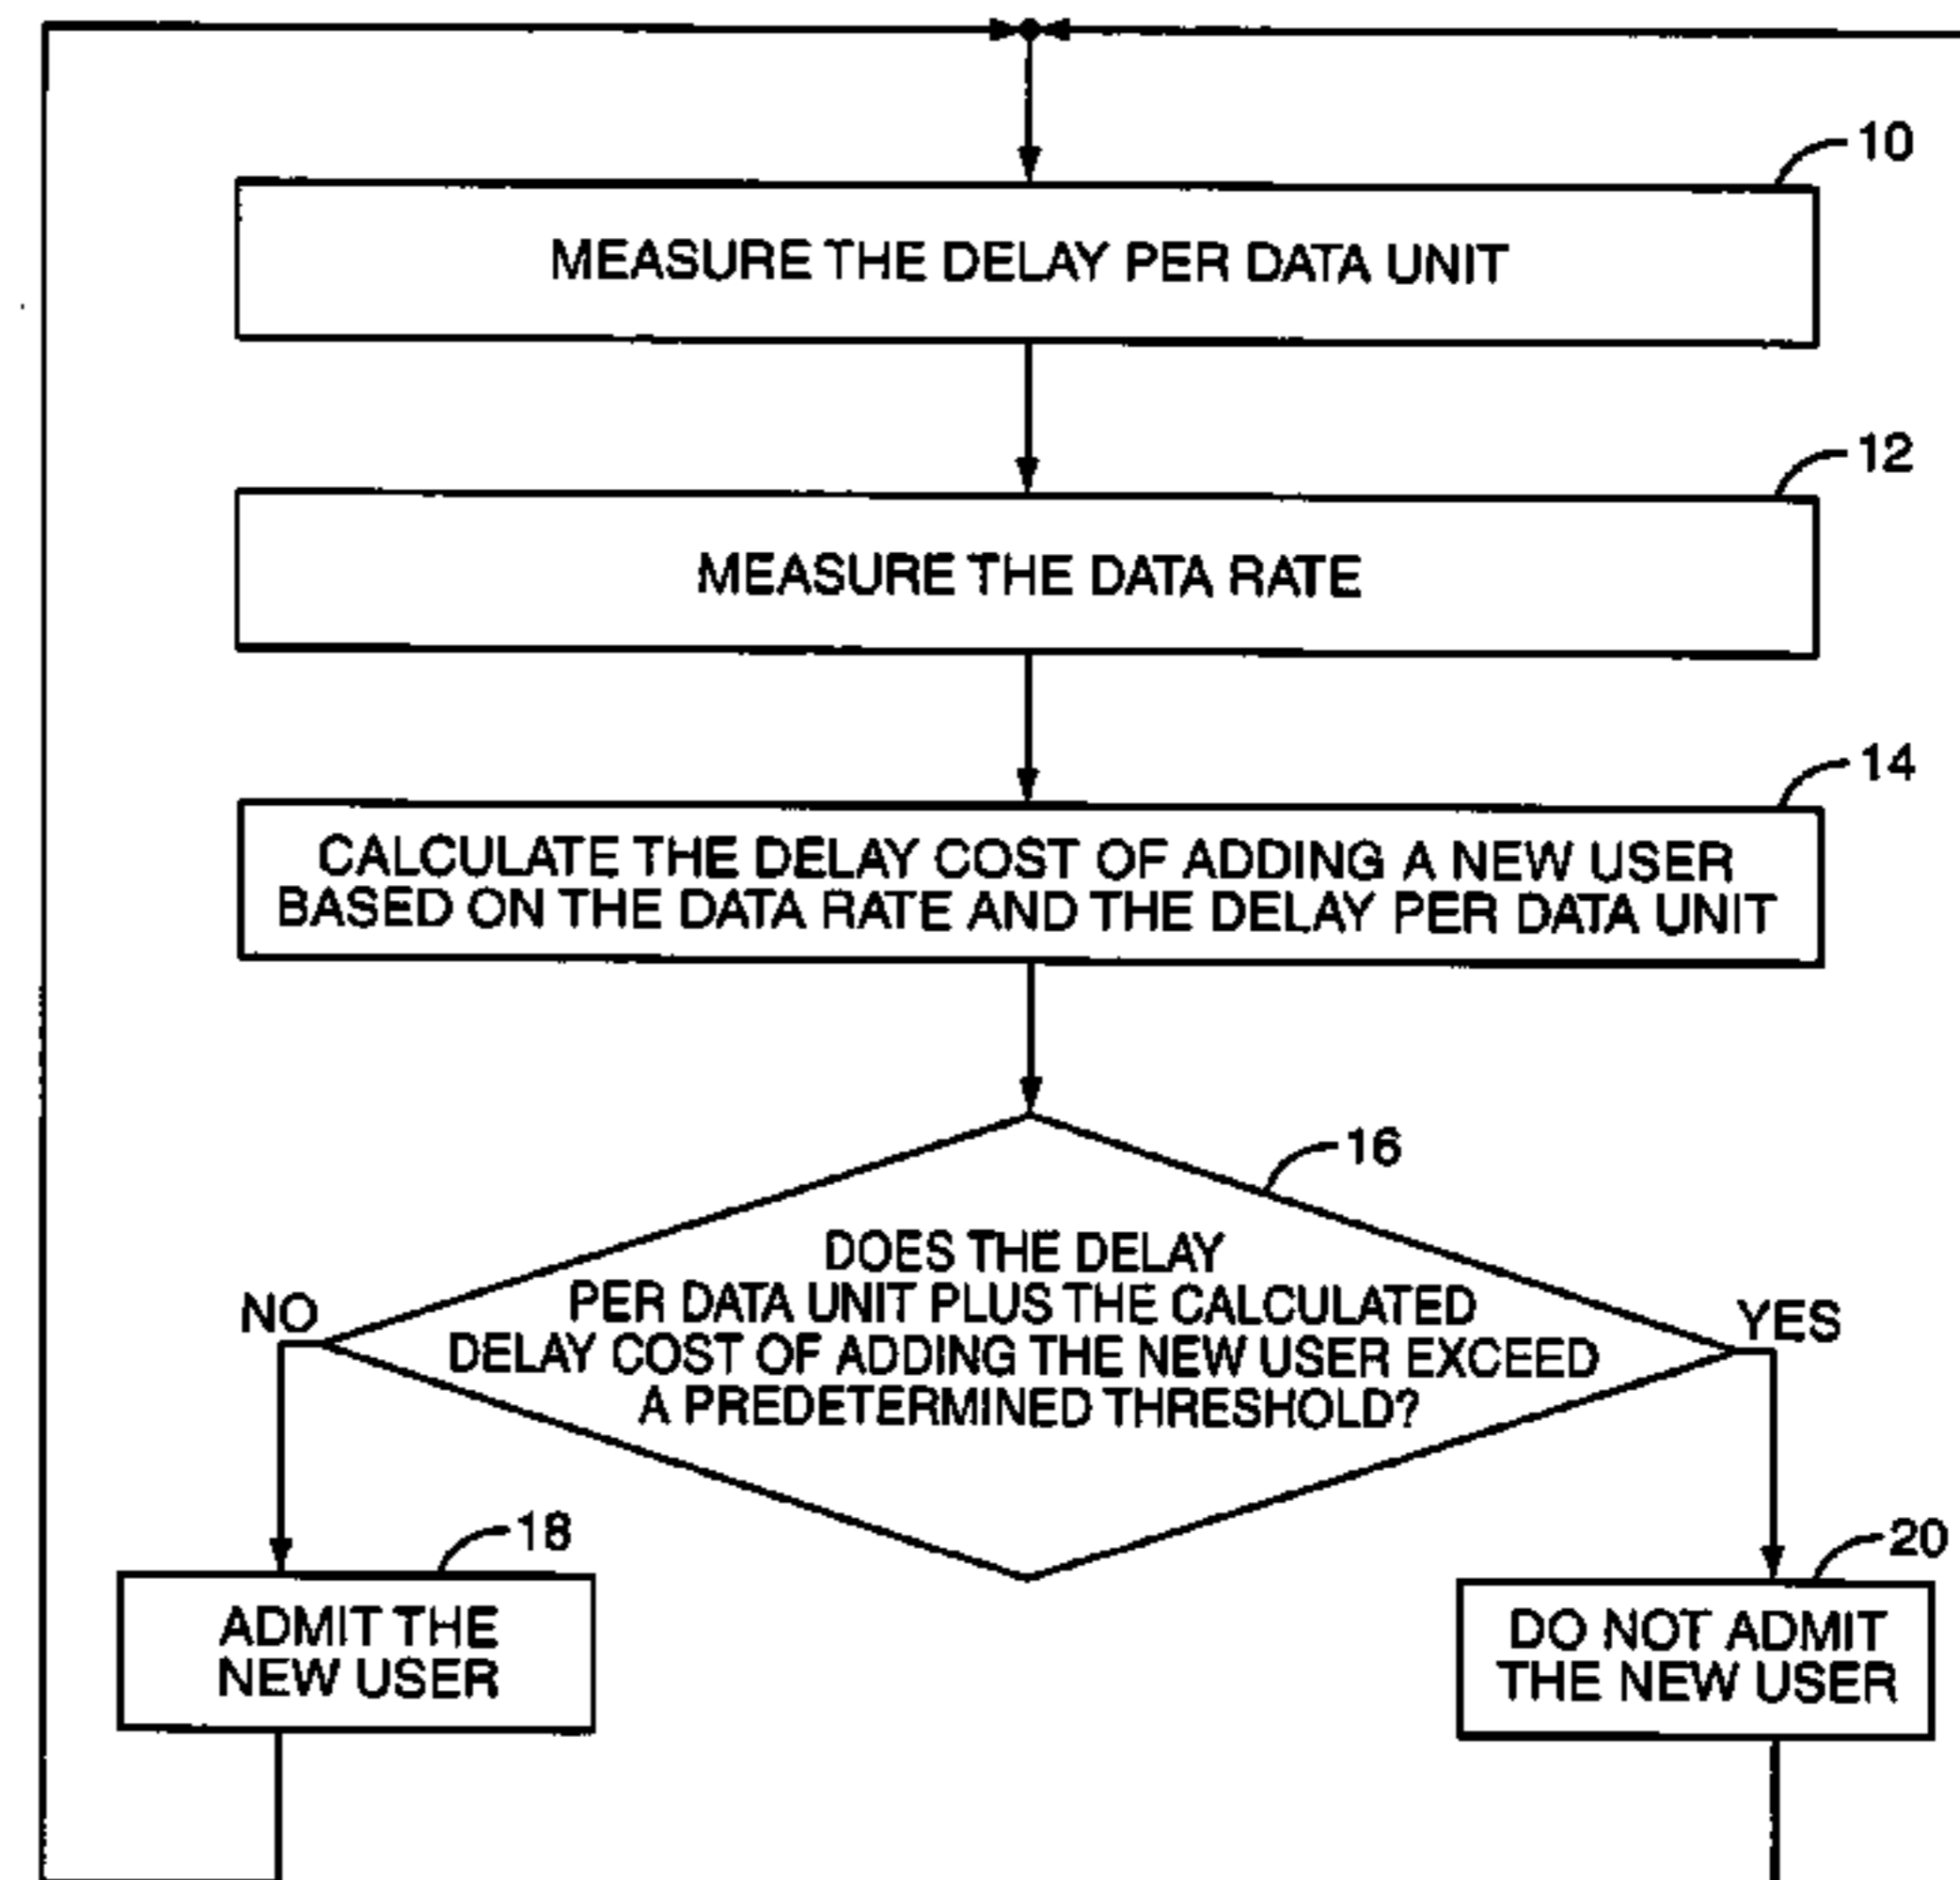 10
MEASURE THE DELAY PER DATA UNIT
12
MEASURE THE DATA RATE
14
CALCULATE THE DELAY COST OF ADDING A NEW USER
BASED ON THE DATA RATE AND THE DELAY PER DATA UNIT
16
DOES THE DELAY
PER DATA UNIT PLUS THE CALCULATED
DELAY COST OF ADDING THE NEW USER EXCEED
A PREDETERMINED THRESHOLD?
NO
YES
18
ADMIT THE
NEW USER
20
DO NOT ADMIT
THE NEW USER